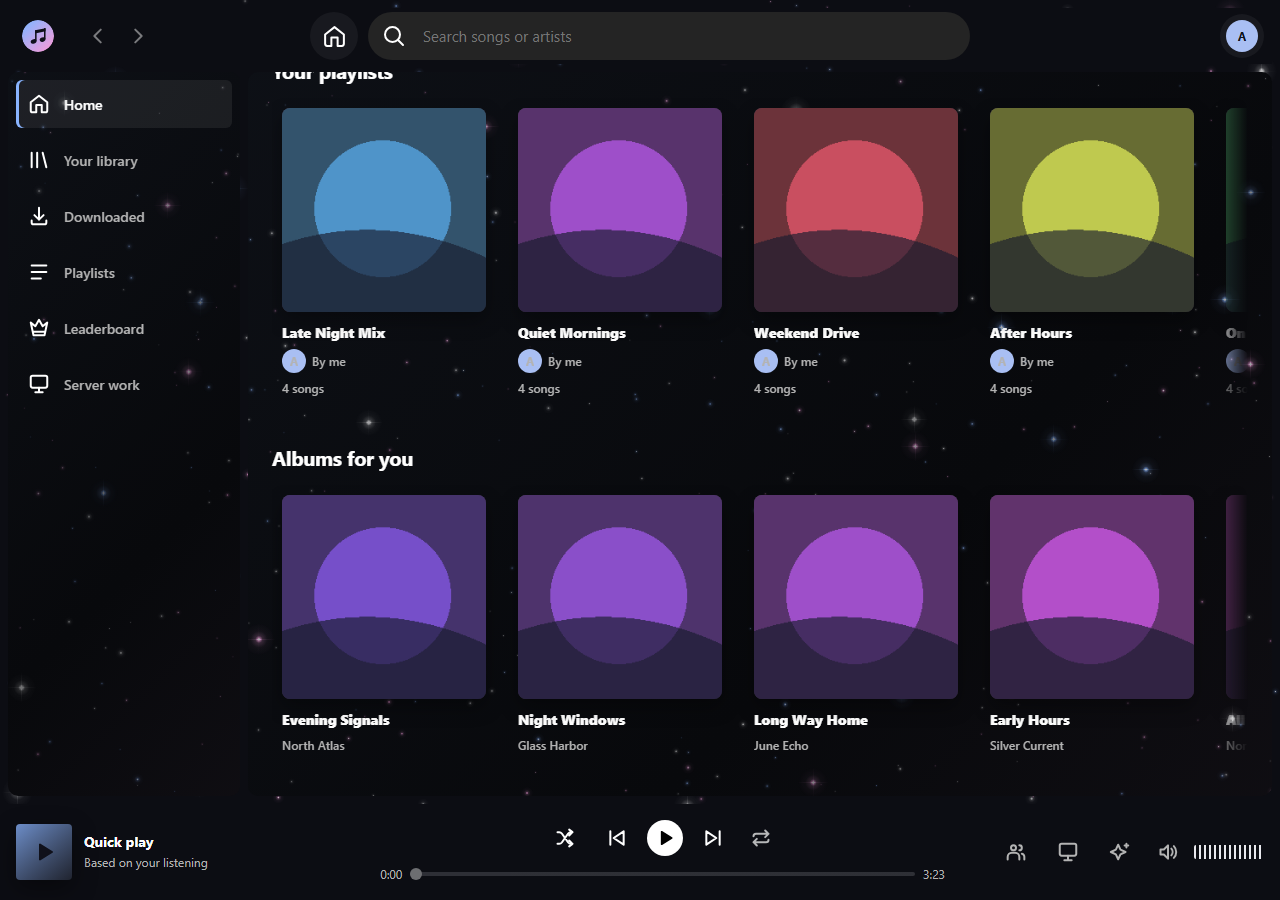 Search songs or artists
A
Home
Your library
Downloaded
Playlists
Leaderboard
Server work
Your playlists
Late Night Mix
By me
4 songs
Quiet Mornings
By me
4 songs
Weekend Drive
By me
4 songs
After Hours
By me
4 songs
Albums for you
Evening Signals
North Atlas
Night Windows
Glass Harbor
Long Way Home
June Echo
Early Hours
Silver Current
Quick play
Based on your listening
0:00
3:23